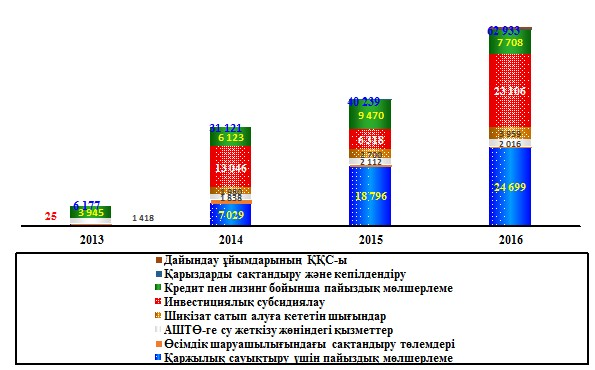 62 933
7 708
23 106
3 959
2 016
24 699
40 239
9 470
6 316
2 700
2 112
18 796
31 121
6 123
13 046
1 838
7 029
6 177
3 945
25
1 418
2013 2014 2015 2016
Дайындау ұйымдарының ҚҚС-ы
Қарыздарды сақтандыру және кепілдендіру
Кредит пен лизинг бойынша пайыздық мөлшерлеме
Инвестициялық субсидиялау
Шикізат сатып алуға кететін шығындар
АШТӨ-ге су жеткізу жөніндегі қызметтер
Өсімдік шаруашылығындағы сақтандыру төлемдері
Қаржылық сауықтыру үшін пайыздық мөлшерлеме